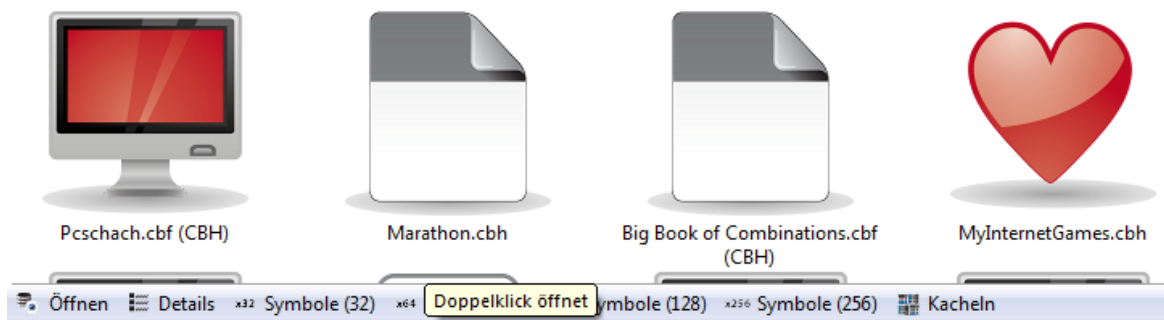 Pcschach.cbf (CBH)
Marathon.cbh
Big Book of Combinations.cbf
(CBH)
MyInternetGames.cbh
Öffnen Details x32 Symbole (32) x64 Doppelklick öffnet ymbole (128) x256 Symbole (256) Kacheln